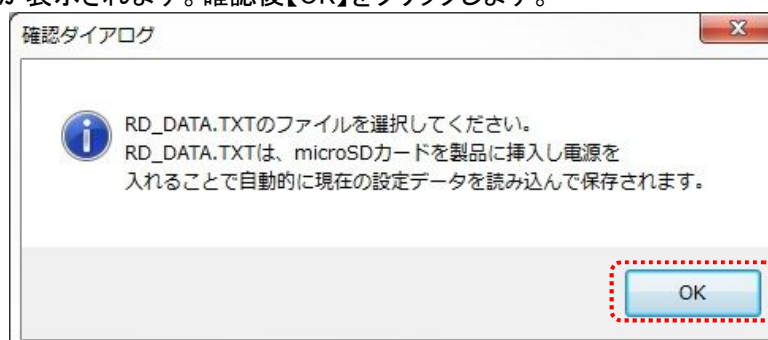 が表示されます。確認後【OK】をクリックします。
確認ダイアログ
RD_DATA.TXTのファイルを選択してください。
RD_DATA.TXTは、microSDカードを製品に挿入し電源を
入れることで自動的に現在の設定データを読み込んで保存されます。
OK